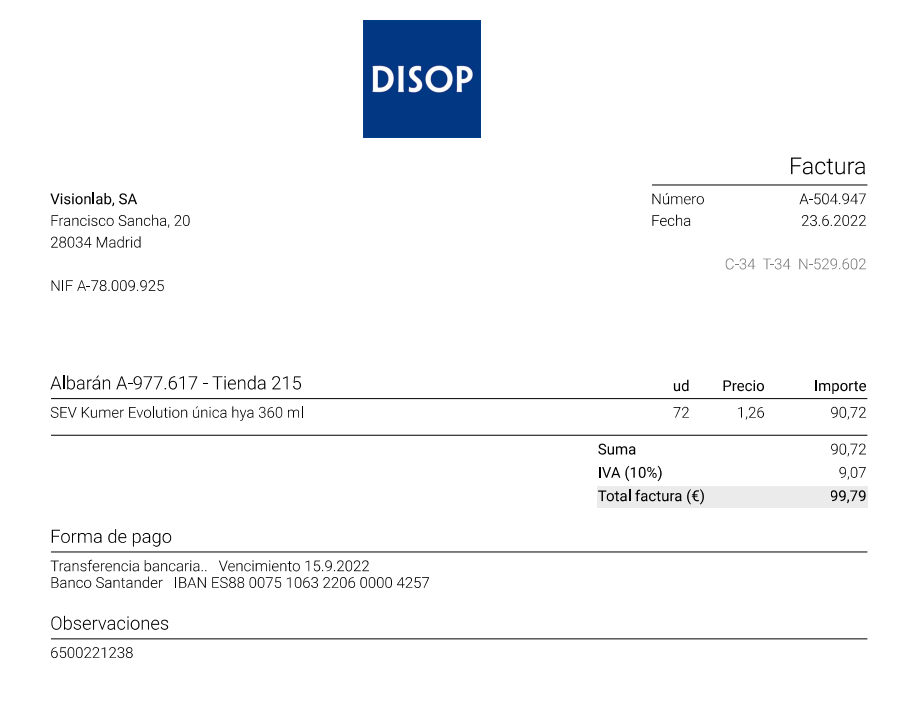 DISOP
Factura
Visionlab, SA
Número A-504.947
Francisco Sancha, 20
Fecha 23.6.2022
28034 Madrid
C-34 T-34 N-529.602
NIF A-78.009.925
Albarán A-977.617 - Tienda 215 ud Precio Importe
SEV Kumer Evolution única hya 360 ml 72 1,26 90,72
Suma 90,72
IVA (10%) 9,07
Total factura (€) 99,79
Forma de pago
Transferencia bancaria.. Vencimiento 15.9.2022
Banco Santander IBAN ES88 0075 1063 2206 0000 4257
Observaciones
6500221238